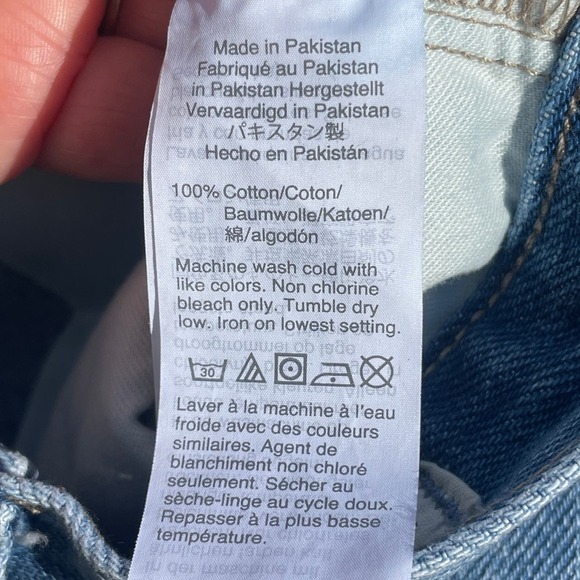 Made in Pakistan
Fabriqué au Pakistan
in Pakistan Hergestellt
Vervaardigd in Pakistan
パキスタン製
Hecho en Pakistán
100% Cotton/Coton/
Baumwolle/Katoen/
綿/algodón
Machine wash cold with
like colors. Non chlorine
bleach only. Tumble dry
low. Iron on lowest setting.
30
Laver à la machine à l'eau
froide avec des couleurs
similaires. Agent de
blanchiment non chloré
seulement. Sécher au
sèche-linge au cycle doux.
Repasser à la plus basse
température.